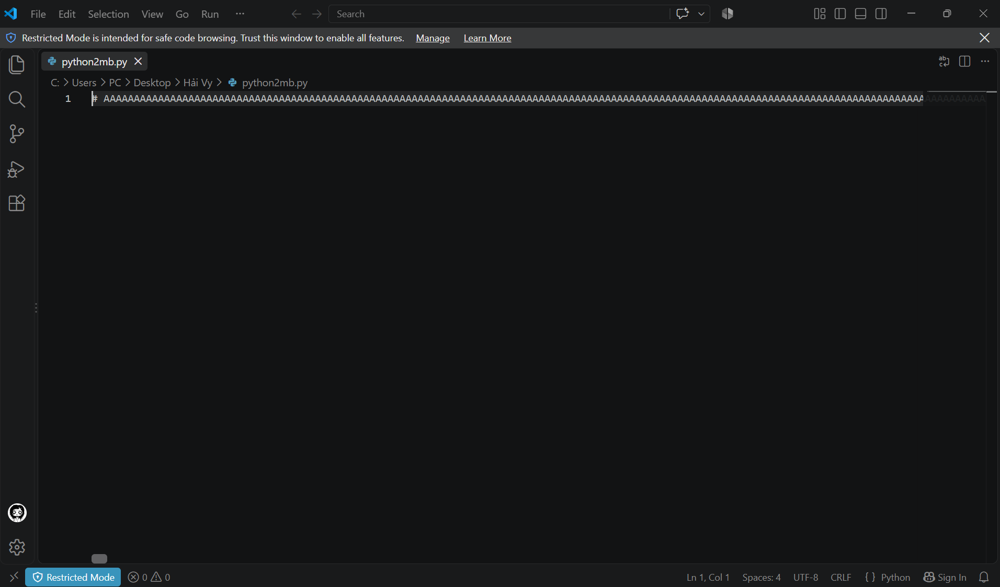 File Edit Selection View Go Run ··· Search
Restricted Mode is intended for safe code browsing. Trust this window to enable all features. Manage Learn More
python2mb.py
C: > Users > PC > Desktop > Hải Vy > python2mb.py
1 # AAAAAAAAAAAAAAAAAAAAAAAAAAAAAAAAAAAAAAAAAAAAAAAAAAAAAAAAAAAAAAAAAAAAAAAAAAAAAAAAAAAAAAAAAAAAAAAAAAAAAAAAAAAAAAAAAAAAAAAAAAAAAAAAAAAAAAAAAAAAAAAAAA
Restricted Mode 0 0 Ln 1, Col 1 Spaces: 4 UTF-8 CRLF { } Python Sign In